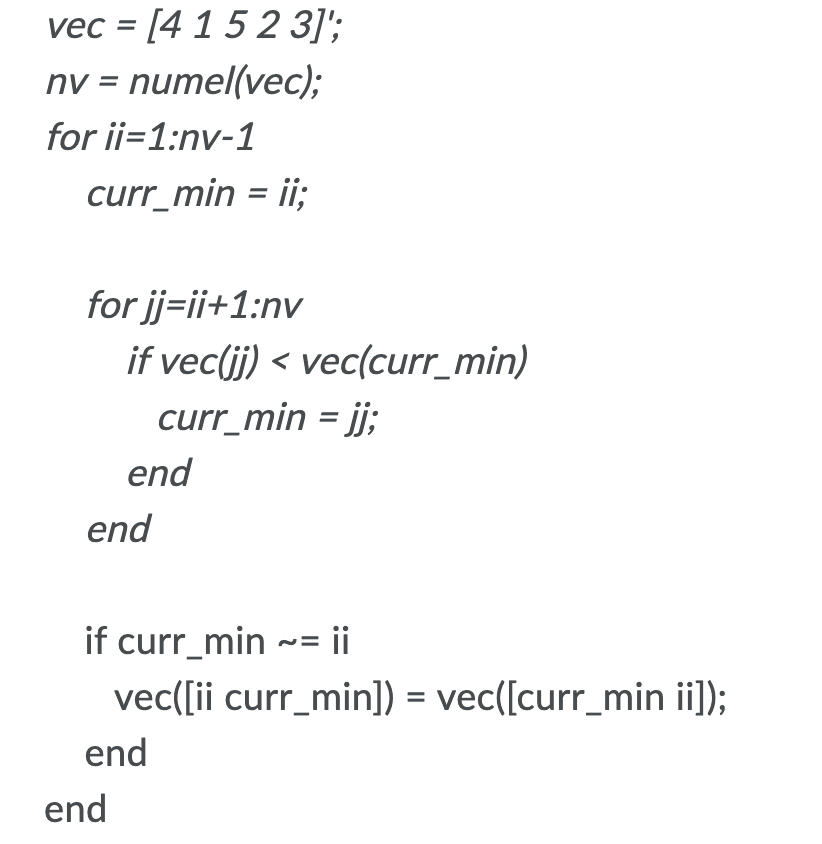 vec = [4 1 5 2 3]';
nv = numel(vec);
for ii=1:nv-1
curr_min = ii;
for jj=ii+1:nv
if vec(jj) < vec(curr_min)
curr_min = jj;
end
end
if curr_min ~= ii
vec([ii curr_min]) = vec([curr_min ii]);
end
end